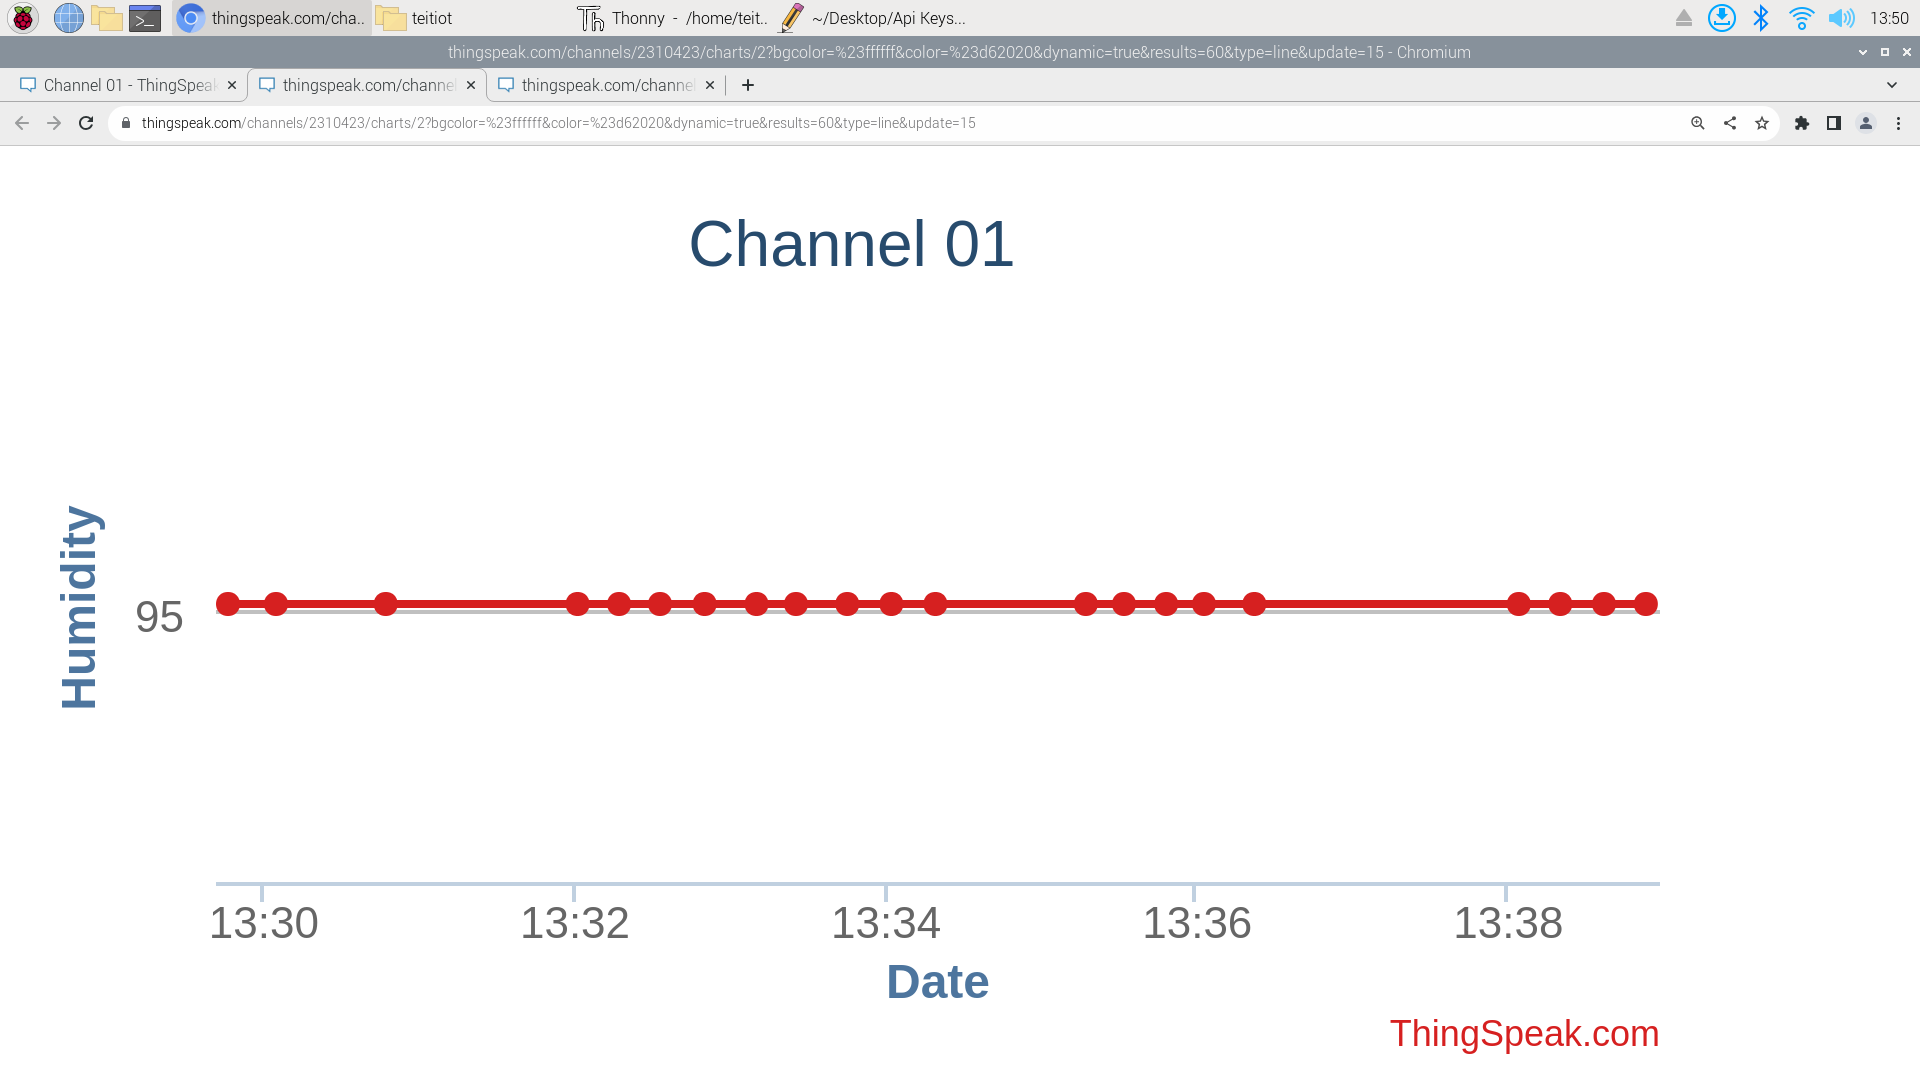 thingspeak.com/cha..
teitiot
Thonny - /home/teit..
~/Desktop/Api Keys...
13:50
thingspeak.com/channels/2310423/charts/2?bgcolor=%23ffffff&color=%23d62020&dynamic=true&results=60&type=line&update=15 - Chromium
Channel 01 - ThingSpeak
thingspeak.com/channel
thingspeak.com/channel
thingspeak.com/channels/2310423/charts/2?bgcolor=%23ffffff&color=%23d62020&dynamic=true&results=60&type=line&update=15
Channel 01
Humidity
95
13:30
13:32
13:34
13:36
13:38
Date
ThingSpeak.com